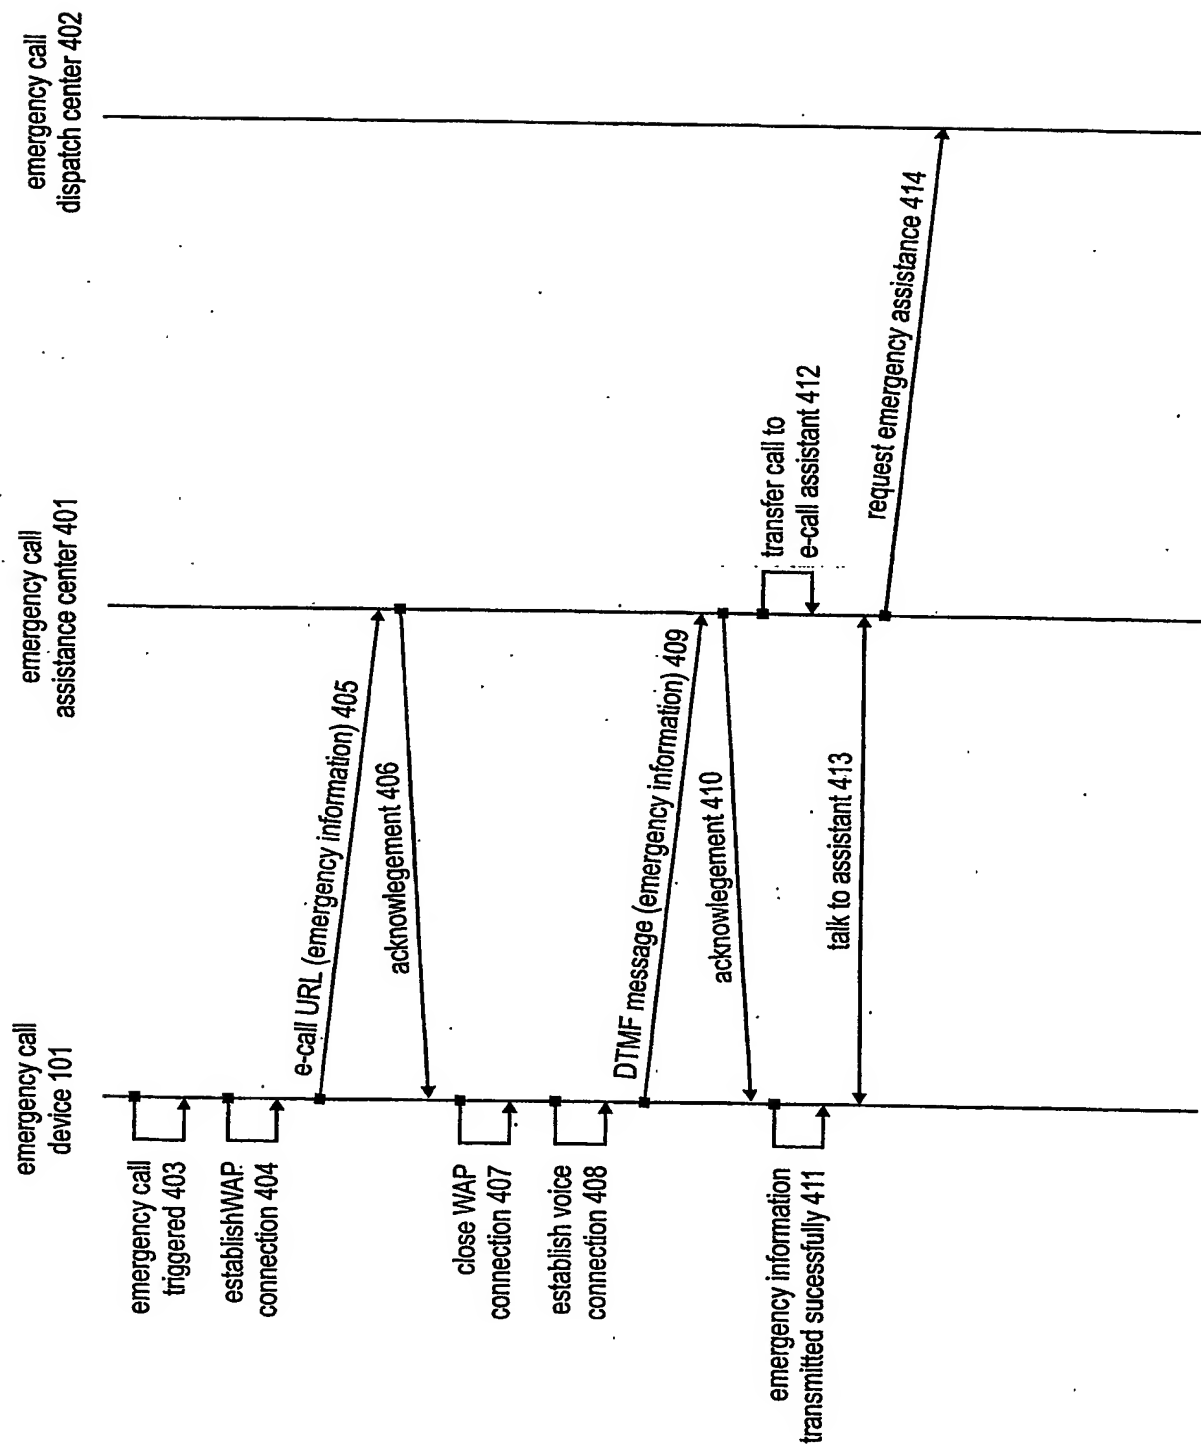 emergency call
device 101
emergency call
assistance center 401
emergency call
dispatch center 402
emergency call
triggered 403
establishWAP.
connection 404
e-call URL (emergency information) 405
acknowlegement 406
close WAP
connection 407
establish voice
connection 408
DTMF message (emergency information) 409
acknowlegement 410
emergency information
transmitted sucessfully 411
transfer call to
e-call assistant 412
talk to assistant 413
request emergency assistance 414